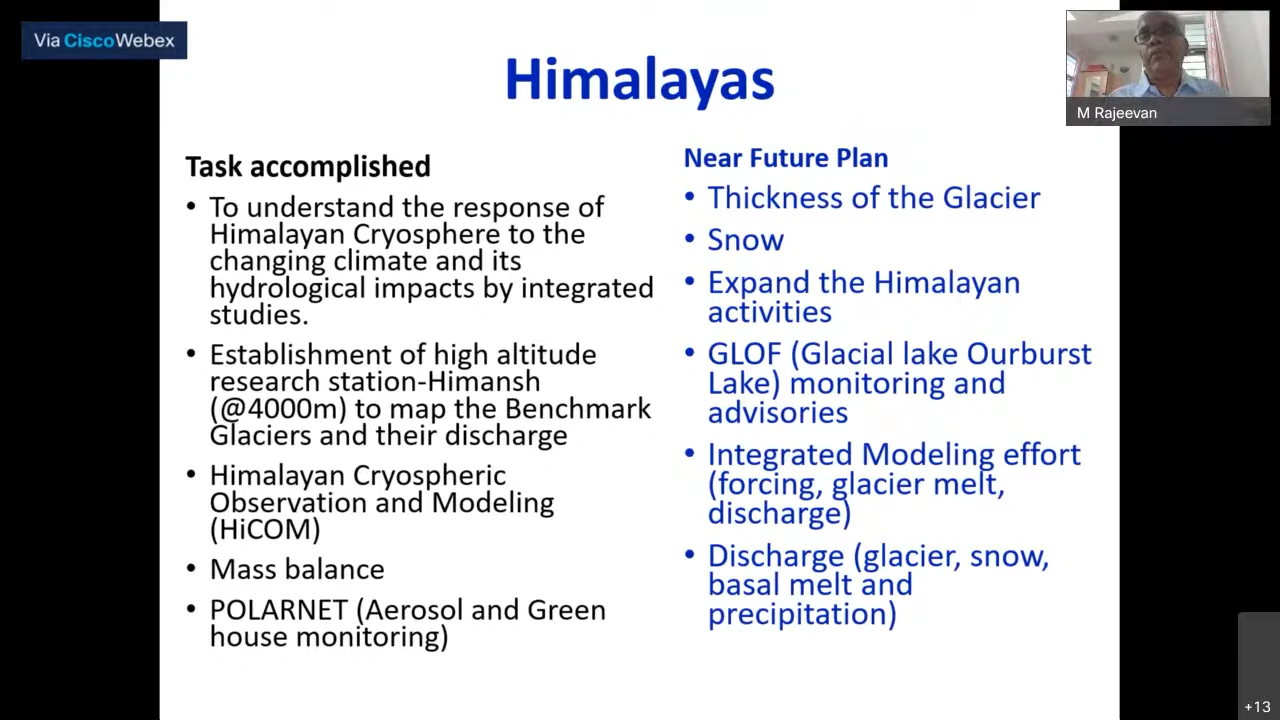 Via CiscoWebex
M Rajeevan
Himalayas
Task accomplished
• To understand the response of
Himalayan Cryosphere to the
changing climate and its
hydrological impacts by integrated
studies.
• Establishment of high altitude
research station-Himansh
(@4000m) to map the Benchmark
Glaciers and their discharge
• Himalayan Cryospheric
Observation and Modeling
(HiCOM)
• Mass balance
• POLARNET (Aerosol and Green
house monitoring)
Near Future Plan
• Thickness of the Glacier
• Snow
• Expand the Himalayan
activities
• GLOF (Glacial lake Ourburst
Lake) monitoring and
advisories
• Integrated Modeling effort
(forcing, glacier melt,
discharge)
• Discharge (glacier, snow,
basal melt and
precipitation)
+13